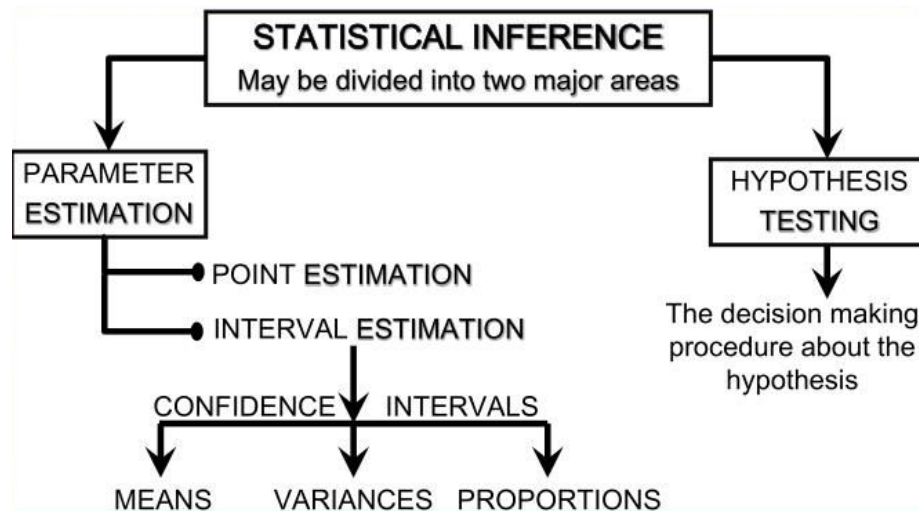 STATISTICAL INFERENCE
May be divided into two major areas
PARAMETER
ESTIMATION
HYPOTHESIS
TESTING
POINT ESTIMATION
INTERVAL ESTIMATION
The decision making
procedure about the
hypothesis
CONFIDENCE INTERVALS
MEANS VARIANCES PROPORTIONS